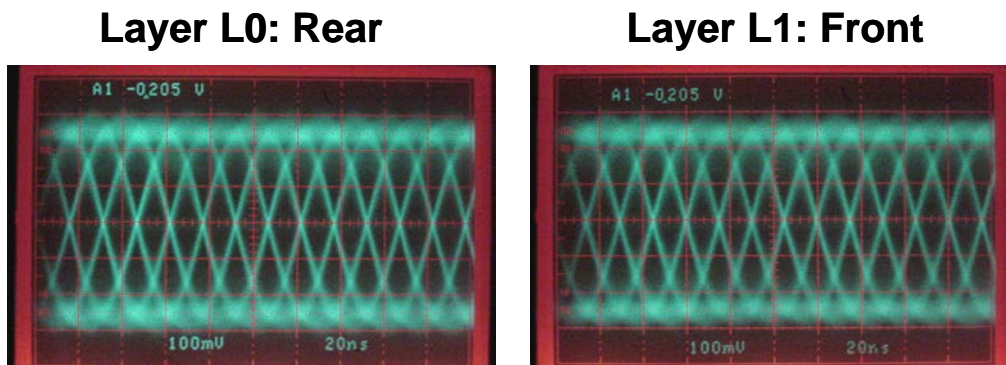 Layer L0: Rear
Layer L1: Front
A1 -0.205 V
A1 -0.205 V
100mV 20ns
100mV 20ns